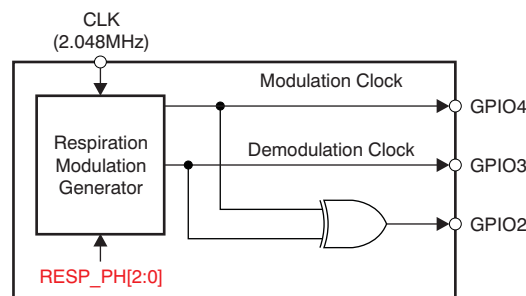 CLK
(2.048MHz)
Modulation Clock
GPIO4
Respiration
Modulation
Generator
Demodulation Clock
GPIO3
GPIO2
RESP_PH[2:0]